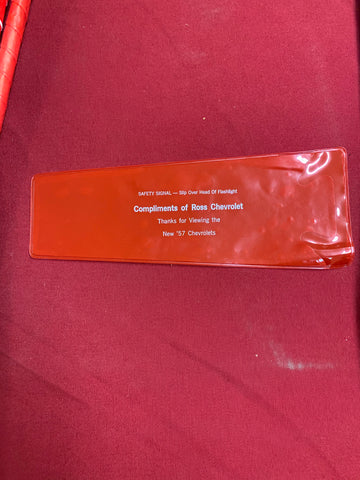 SAFETY SIGNAL — Slip Over Head Of Flashlight
Compliments of Ross Chevrolet
Thanks for Viewing the
New '57 Chevrolets